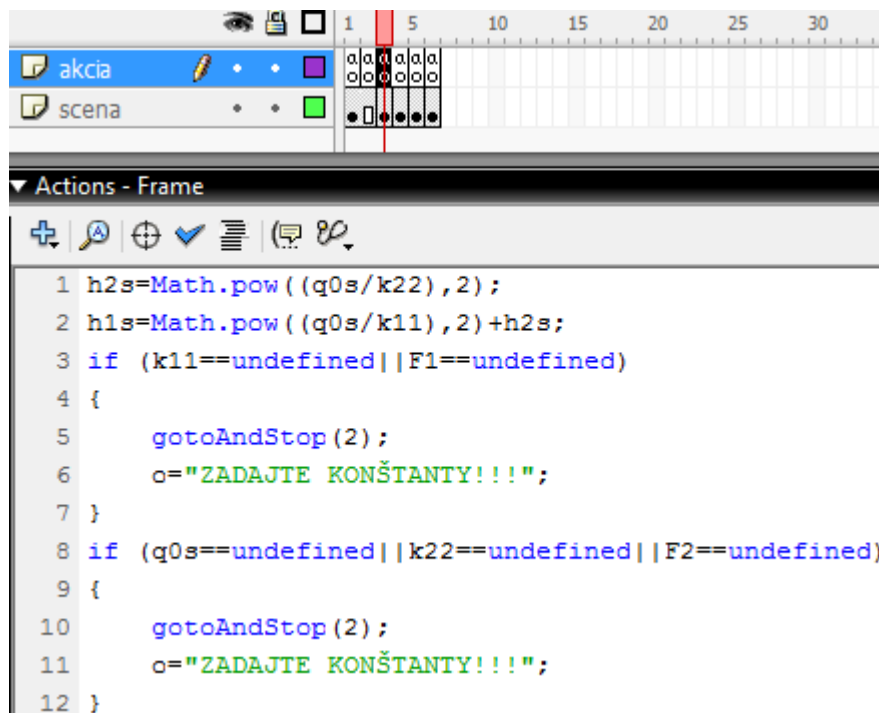 1 5 10 15 20 25 30
akcia
scena
Actions - Frame
1 h2s=Math.pow((q0s/k22),2);
2 h1s=Math.pow((q0s/k11),2)+h2s;
3 if (k11==undefined||F1==undefined)
4 {
5 gotoAndStop(2);
6 o="ZADAJTE KONŠTANTY!!!";
7 }
8 if (q0s==undefined||k22==undefined||F2==undefined)
9 {
10 gotoAndStop(2);
11 o="ZADAJTE KONŠTANTY!!!";
12 }